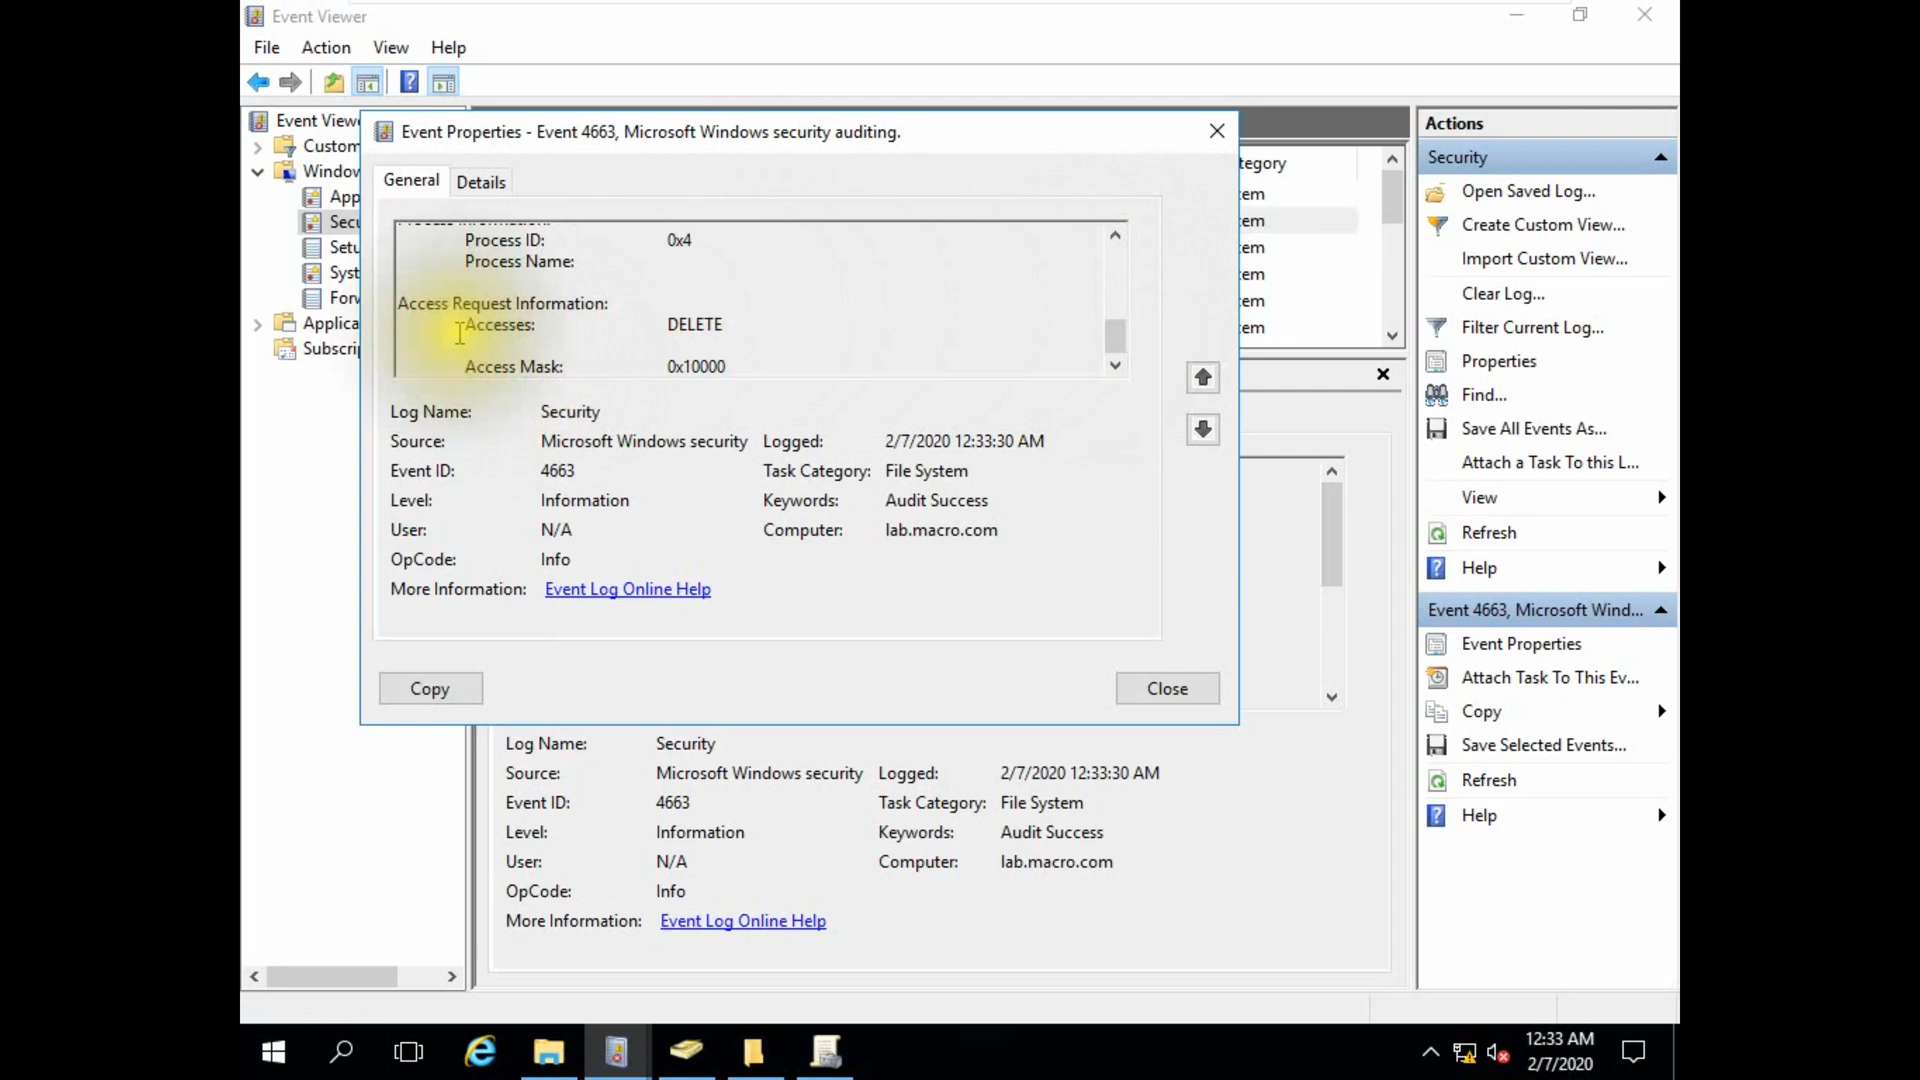 Event Viewer
File Action View Help
Event Viewe
Custom
Window
App
Secu
Setu
Syst
Forv
Applica
Subscrip
tegory
tem
tem
tem
tem
tem
tem
Event Properties - Event 4663, Microsoft Windows security auditing.
General Details
Process ID: 0x4
Process Name:
Access Request Information:
Accesses: DELETE
Access Mask: 0x10000
Log Name: Security
Source: Microsoft Windows security Logged: 2/7/2020 12:33:30 AM
Event ID: 4663 Task Category: File System
Level: Information Keywords: Audit Success
User: N/A Computer: lab.macro.com
OpCode: Info
More Information: Event Log Online Help
Copy Close
Log Name: Security
Source: Microsoft Windows security Logged: 2/7/2020 12:33:30 AM
Event ID: 4663 Task Category: File System
Level: Information Keywords: Audit Success
User: N/A Computer: lab.macro.com
OpCode: Info
More Information: Event Log Online Help
Actions
Security
Open Saved Log...
Create Custom View...
Import Custom View...
Clear Log...
Filter Current Log...
Properties
Find...
Save All Events As...
Attach a Task To this L...
View
Refresh
Help
Event 4663, Microsoft Wind...
Event Properties
Attach Task To This Ev...
Copy
Save Selected Events...
Refresh
Help
12:33 AM
2/7/2020